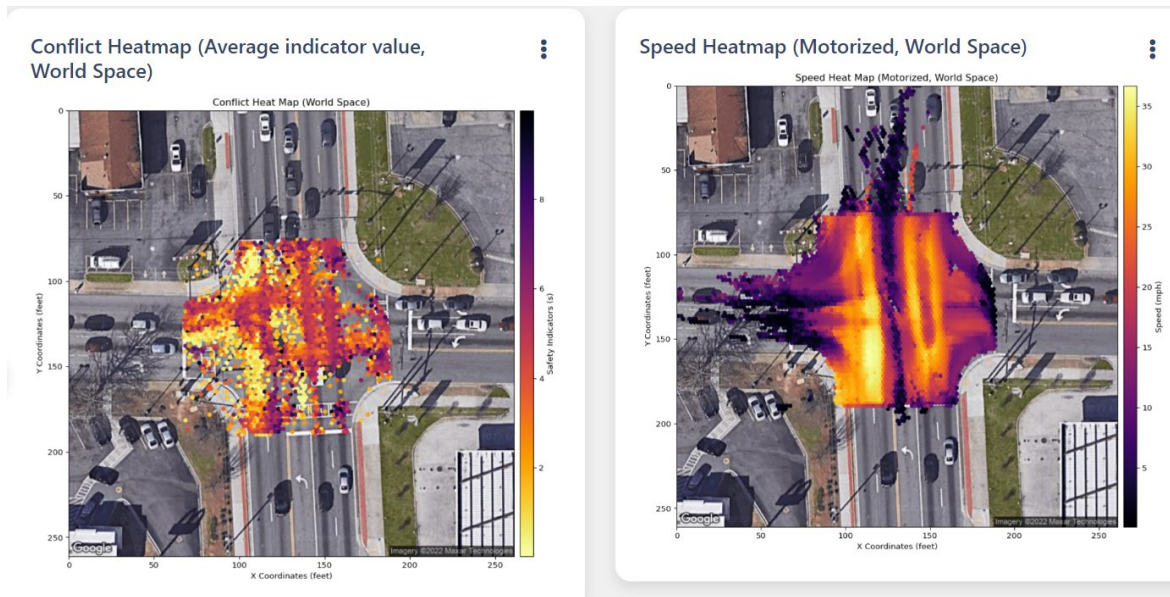 Conflict Heatmap (Average indicator value,
World Space)
Conflict Heat Map (World Space)
0
50
100
150
200
250
Y Coordinates (feet)
0
50
100
150
200
250
X Coordinates (feet)
8
6
4
2
Safety Indicators (s)
Google
Imagery ©2022 Maxar Technologies
Speed Heatmap (Motorized, World Space)
Speed Heat Map (Motorized, World Space)
0
50
100
150
200
250
Y Coordinates (feet)
0
50
100
150
200
250
X Coordinates (feet)
35
30
25
20
15
10
5
Speed (mph)
Google
Imagery ©2022 Maxar Technologies